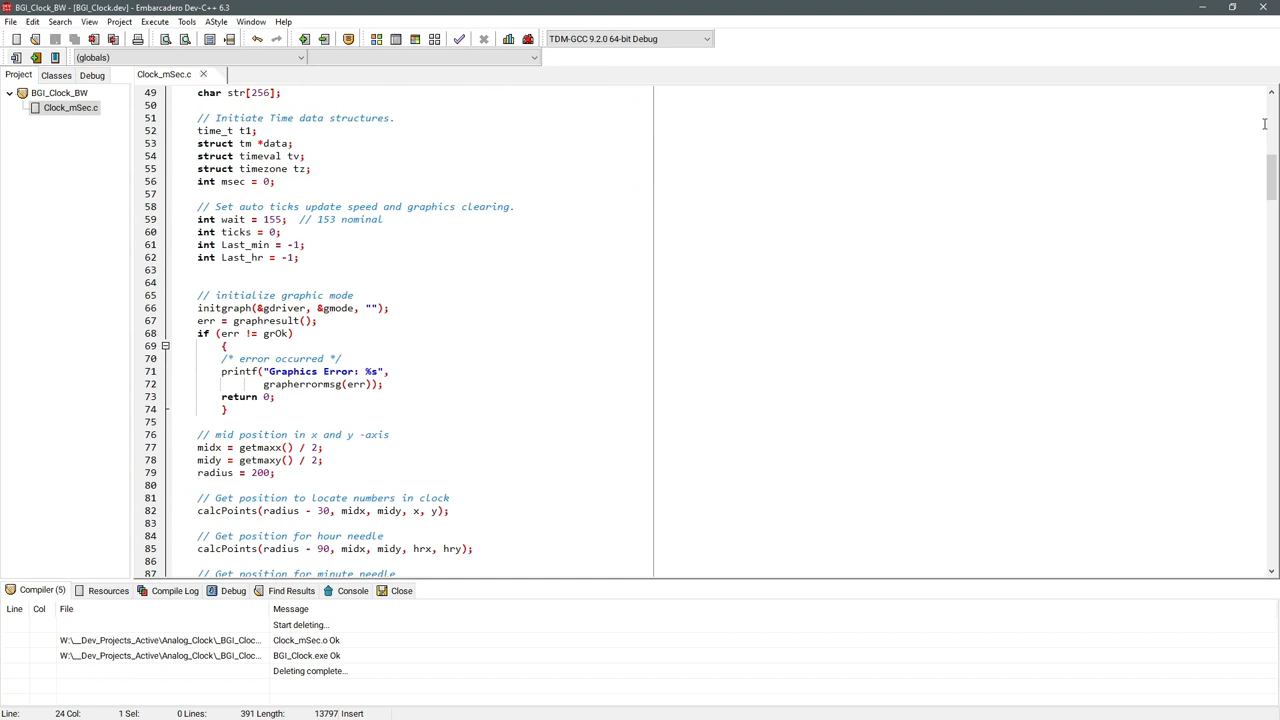 BGI_Clock_BW - [BGI_Clock.dev] - Embarcadero Dev-C++ 6.3
File Edit Search View Project Execute Tools AStyle Window Help
TDM-GCC 9.2.0 64-bit Debug
(globals)
Project Classes Debug
Clock_mSec.c
BGI_Clock_BW
Clock_mSec.c
49 char str[256];
50
51 // Initiate Time data structures.
52 time_t t1;
53 struct tm *data;
54 struct timeval tv;
55 struct timezone tz;
56 int msec = 0;
57
58 // Set auto ticks update speed and graphics clearing.
59 int wait = 155;  // 153 nominal
60 int ticks = 0;
61 int Last_min = -1;
62 int Last_hr = -1;
63
64
65 // initialize graphic mode
66 initgraph(&gdriver, &gmode, "");
67 err = graphresult();
68 if (err != grOk)
69 {
70 /* error occurred */
71 printf("Graphics Error: %s",
72 grapherrormsg(err));
73 return 0;
74 }
75
76 // mid position in x and y -axis
77 midx = getmaxx() / 2;
78 midy = getmaxy() / 2;
79 radius = 200;
80
81 // Get position to locate numbers in clock
82 calcPoints(radius - 30, midx, midy, x, y);
83
84 // Get position for hour needle
85 calcPoints(radius - 90, midx, midy, hrx, hry);
86
87 // Get position for minute needle
Compiler (5) Resources Compile Log Debug Find Results Console Close
Line Col File Message
Start deleting...
W:\__Dev_Projects_Active\Analog_Clock\_BGI_Cloc... Clock_mSec.o Ok
W:\__Dev_Projects_Active\Analog_Clock\_BGI_Cloc... BGI_Clock.exe Ok
Deleting complete...
Line: 24 Col: 1 Sel: 0 Lines: 391 Length: 13797 Insert